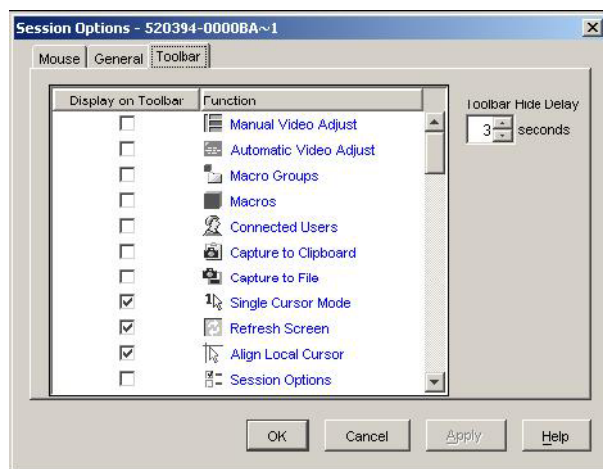 Session Options - 520394-0000BA~1
Mouse General Toolbar
Display on Toolbar Function
Manual Video Adjust
Automatic Video Adjust
Macro Groups
Macros
Connected Users
Capture to Clipboard
Capture to File
Single Cursor Mode
Refresh Screen
Align Local Cursor
Session Options
Toolbar Hide Delay
3 seconds
OK Cancel Apply Help